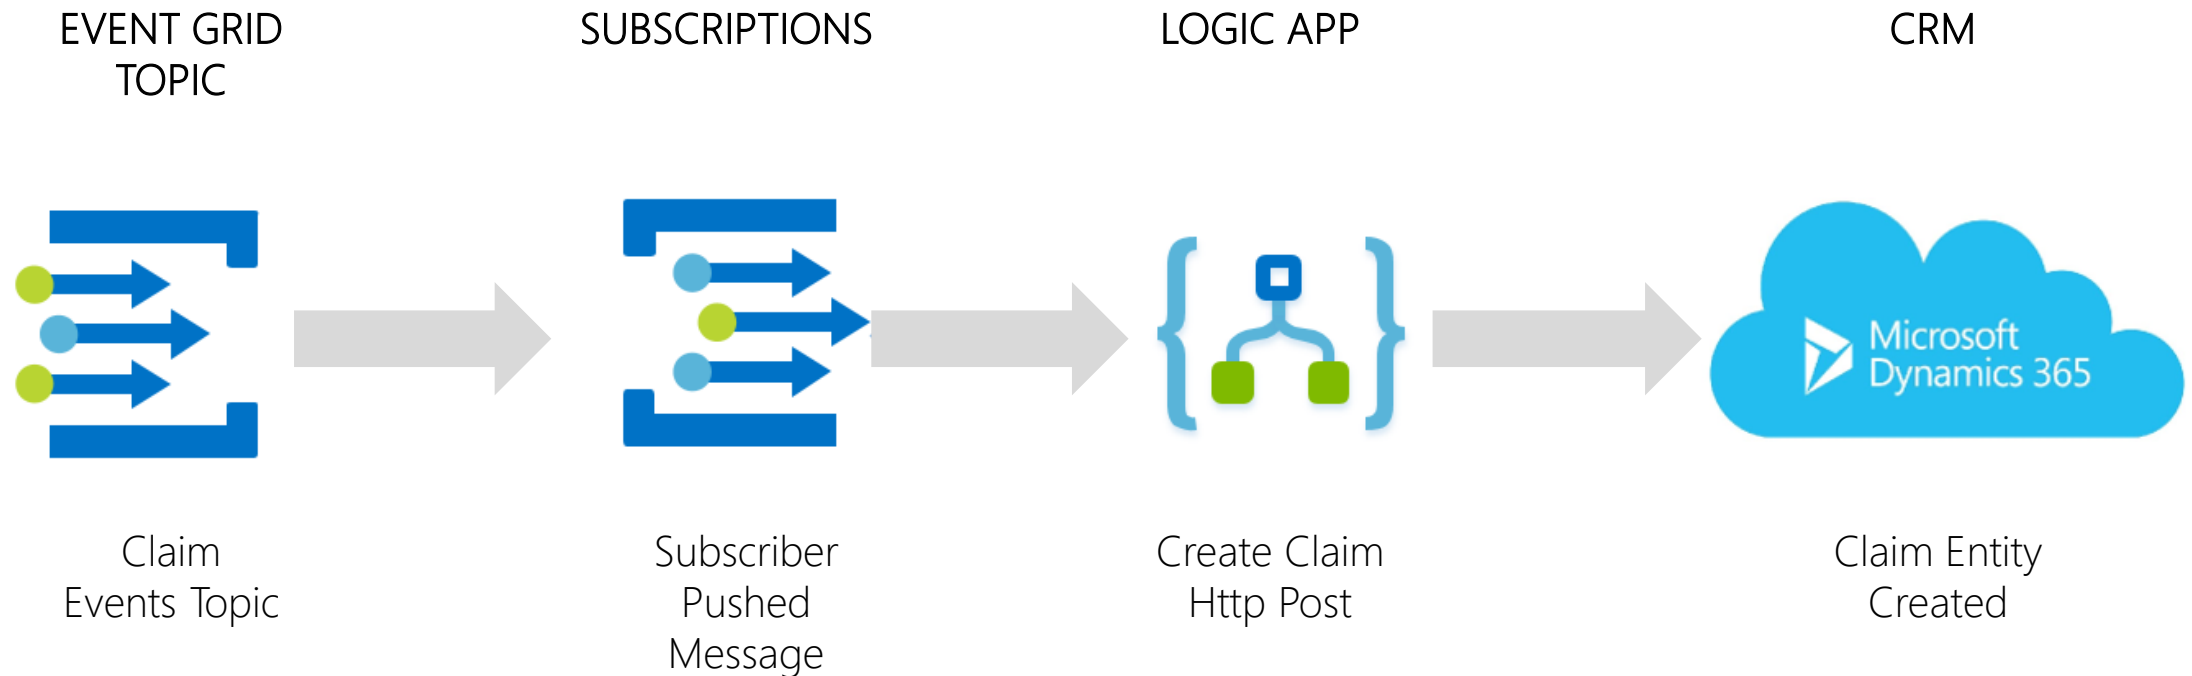 EVENT GRID
TOPIC
SUBSCRIPTIONS
LOGIC APP
CRM
Microsoft
Dynamics 365
Claim
Events Topic
Subscriber
Pushed
Message
Create Claim
Http Post
Claim Entity
Created